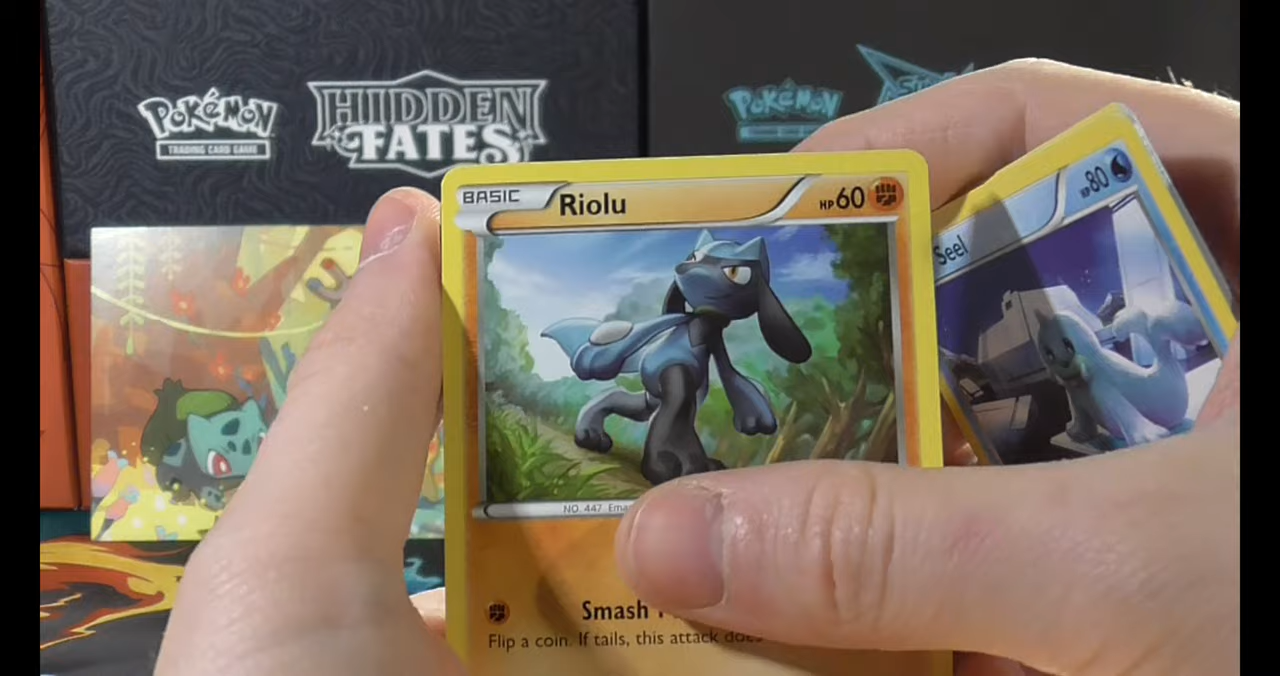 Pokémon
TRADING CARD GAME
HIDDEN
FATES
Pokémon
BASIC
Riolu
HP60
Seel
HP80
NO. 447
Smash
Flip a coin. If tails, this attack does